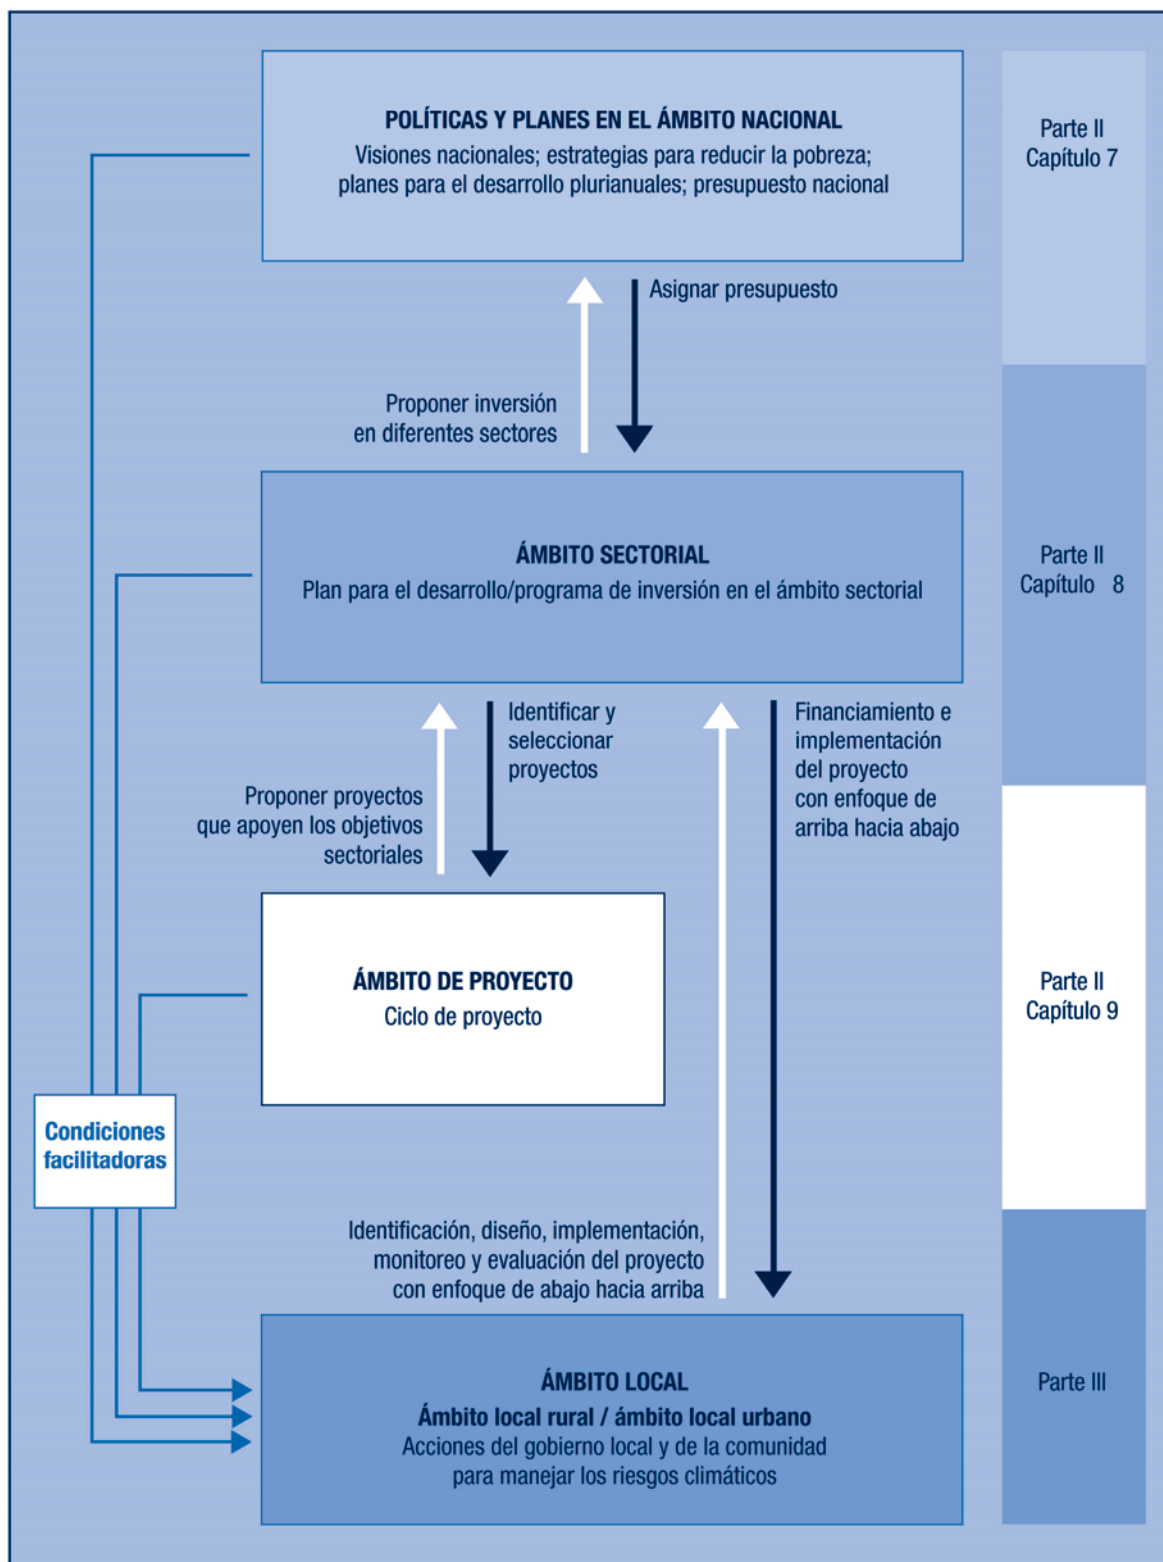 POLÍTICAS Y PLANES EN EL ÁMBITO NACIONAL
Visiones nacionales; estrategias para reducir la pobreza;
planes para el desarrollo plurianuales; presupuesto nacional
Parte II
Capítulo 7
Asignar presupuesto
Proponer inversión
en diferentes sectores
ÁMBITO SECTORIAL
Plan para el desarrollo/programa de inversión en el ámbito sectorial
Parte II
Capítulo 8
Identificar y
seleccionar
proyectos
Proponer proyectos
que apoyen los objetivos
sectoriales
Financiamiento e
implementación
del proyecto
con enfoque de
arriba hacia abajo
ÁMBITO DE PROYECTO
Ciclo de proyecto
Parte II
Capítulo 9
Condiciones
facilitadoras
Identificación, diseño, implementación,
monitoreo y evaluación del proyecto
con enfoque de abajo hacia arriba
ÁMBITO LOCAL
Ámbito local rural / ámbito local urbano
Acciones del gobierno local y de la comunidad
para manejar los riesgos climáticos
Parte III